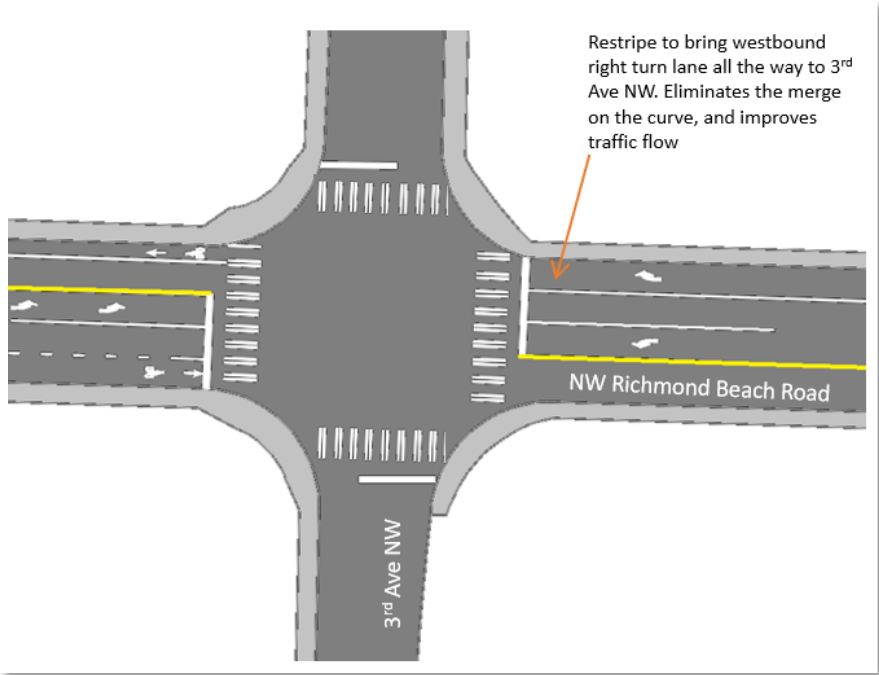 Restripe to bring westbound
right turn lane all the way to 3rd
Ave NW. Eliminates the merge
on the curve, and improves
traffic flow
NW Richmond Beach Road
3rd Ave NW